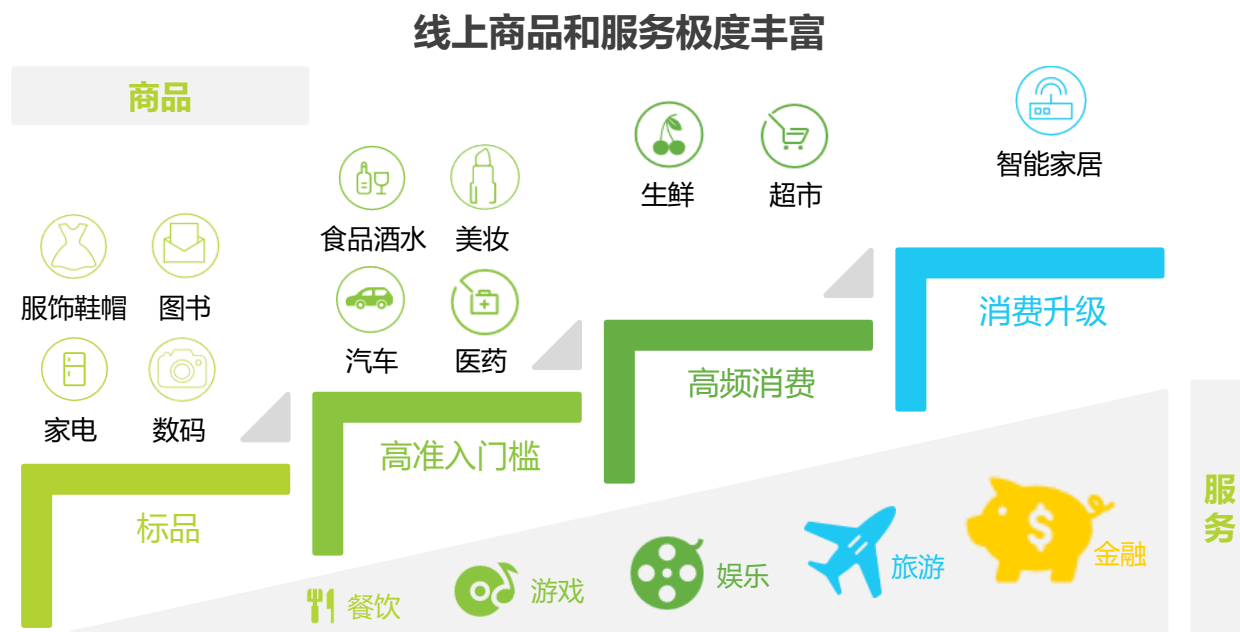 线上商品和服务极度丰富
商品
服饰鞋帽 图书
家电 数码
标品
食品酒水 美妆
汽车 医药
高准入门槛
生鲜 超市
高频消费
智能家居
消费升级
服务
餐饮
游戏
娱乐
旅游
金融